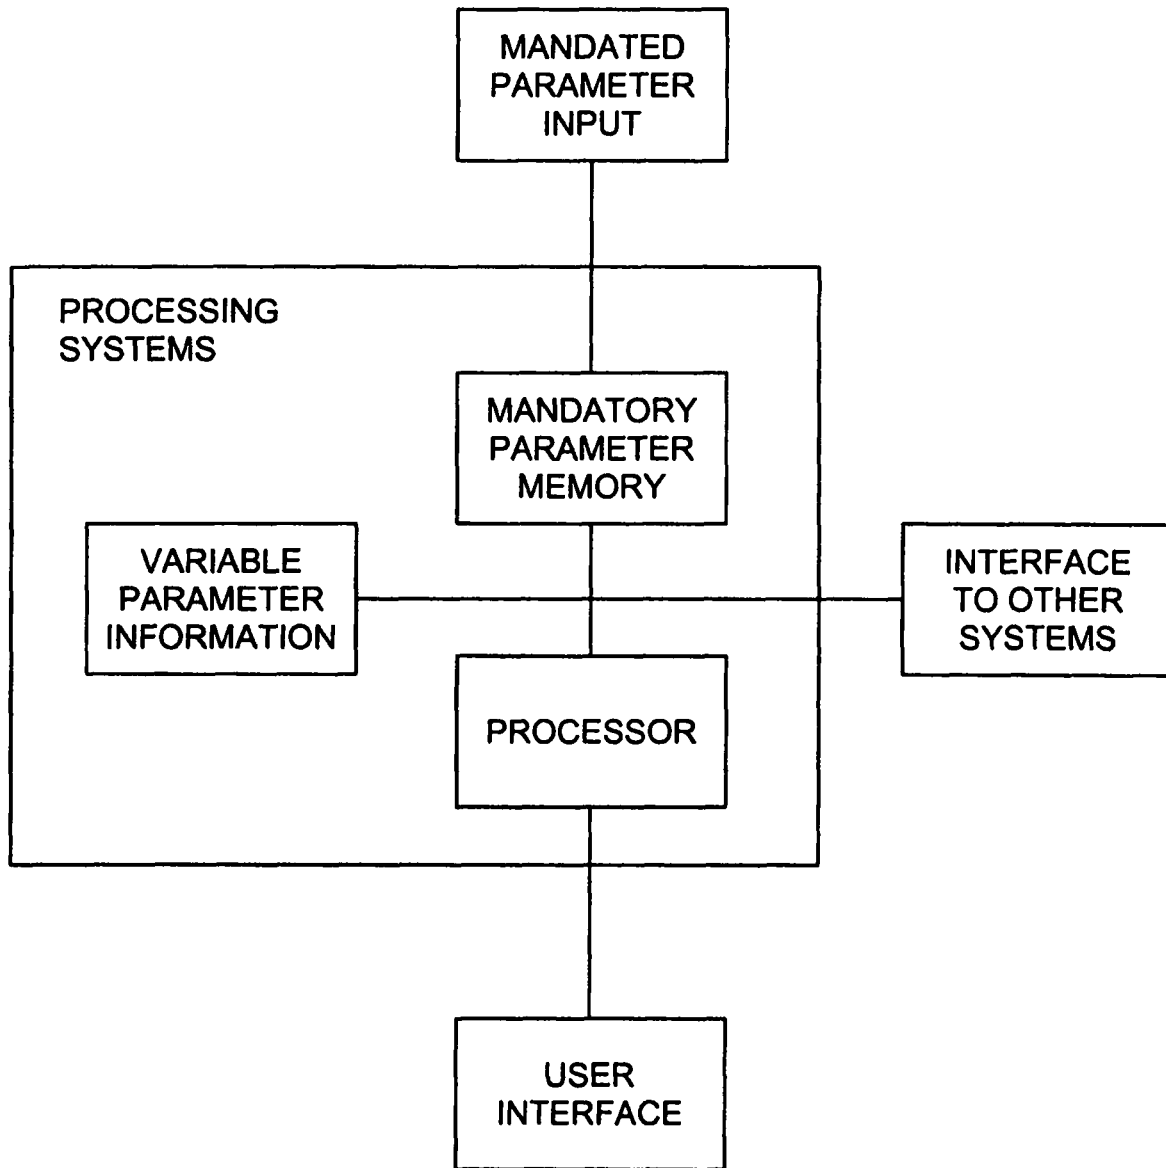 MANDATED
PARAMETER
INPUT
PROCESSING
SYSTEMS
MANDATORY
PARAMETER
MEMORY
VARIABLE
PARAMETER
INFORMATION
INTERFACE
TO OTHER
SYSTEMS
PROCESSOR
USER
INTERFACE